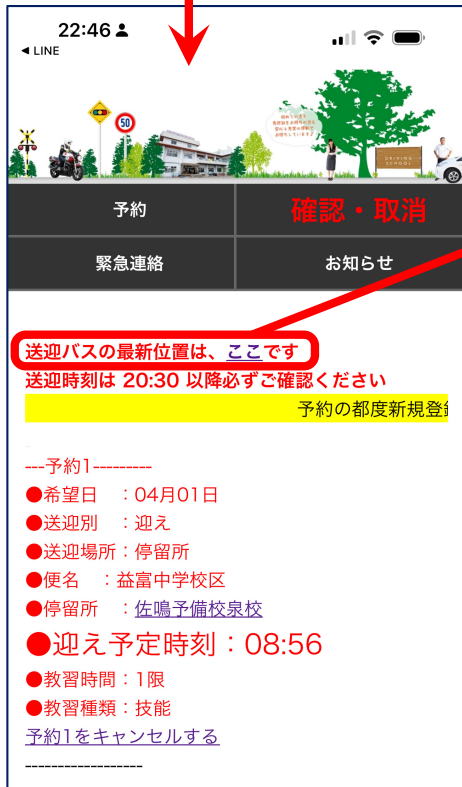 22:46
◀ LINE
50
DRIVING
SCHOOL
予約
確認・取消
緊急連絡
お知らせ
送迎バスの最新位置は、ここです
送迎時刻は 20:30 以降必ずご確認ください
予約の都度新規登
---予約1---------
●希望日 :04月01日
●送迎別 :迎え
●送迎場所:停留所
●便名 :益富中学校区
●停留所 :佐鳴予備校泉校
●迎え予定時刻:08:56
●教習時間:1限
●教習種類:技能
予約1をキャンセルする
------------------